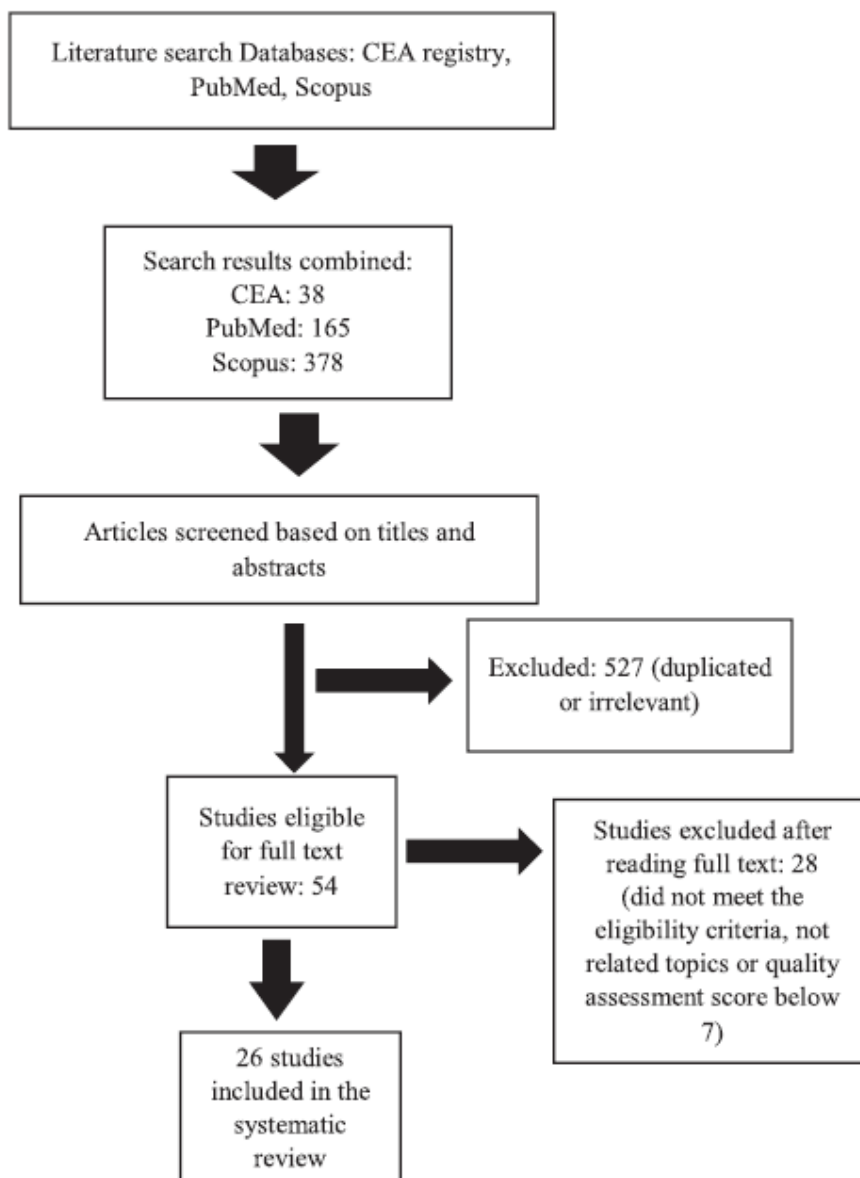 Literature search Databases: CEA registry,
PubMed, Scopus
Search results combined:
CEA: 38
PubMed: 165
Scopus: 378
Articles screened based on titles and
abstracts
Excluded: 527 (duplicated
or irrelevant)
Studies eligible
for full text
review: 54
Studies excluded after
reading full text: 28
(did not meet the
eligibility criteria, not
related topics or quality
assessment score below
7)
26 studies
included in the
systematic
review